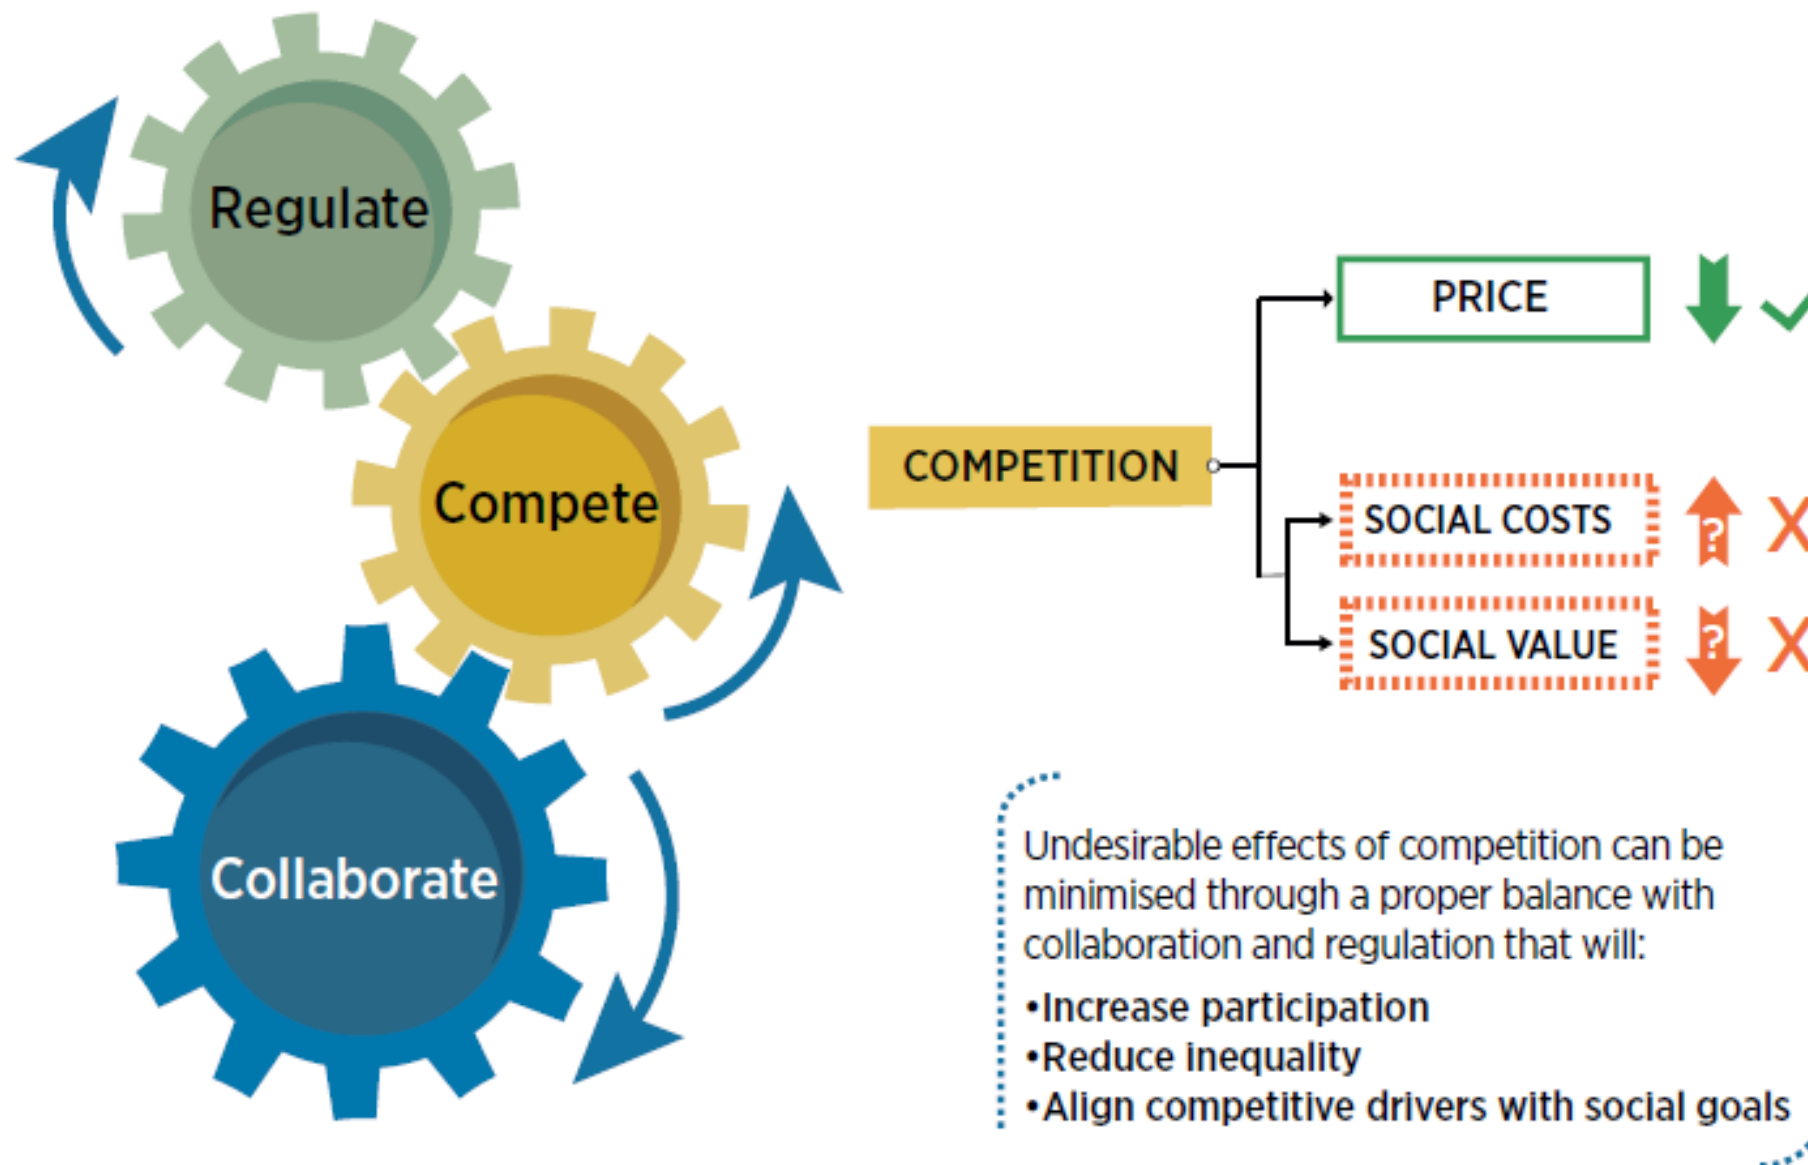 Regulate
Compete
Collaborate
COMPETITION
PRICE
SOCIAL COSTS
?
X
SOCIAL VALUE
?
X
Undesirable effects of competition can be
minimised through a proper balance with
collaboration and regulation that will:
•Increase participation
•Reduce inequality
•Align competitive drivers with social goals